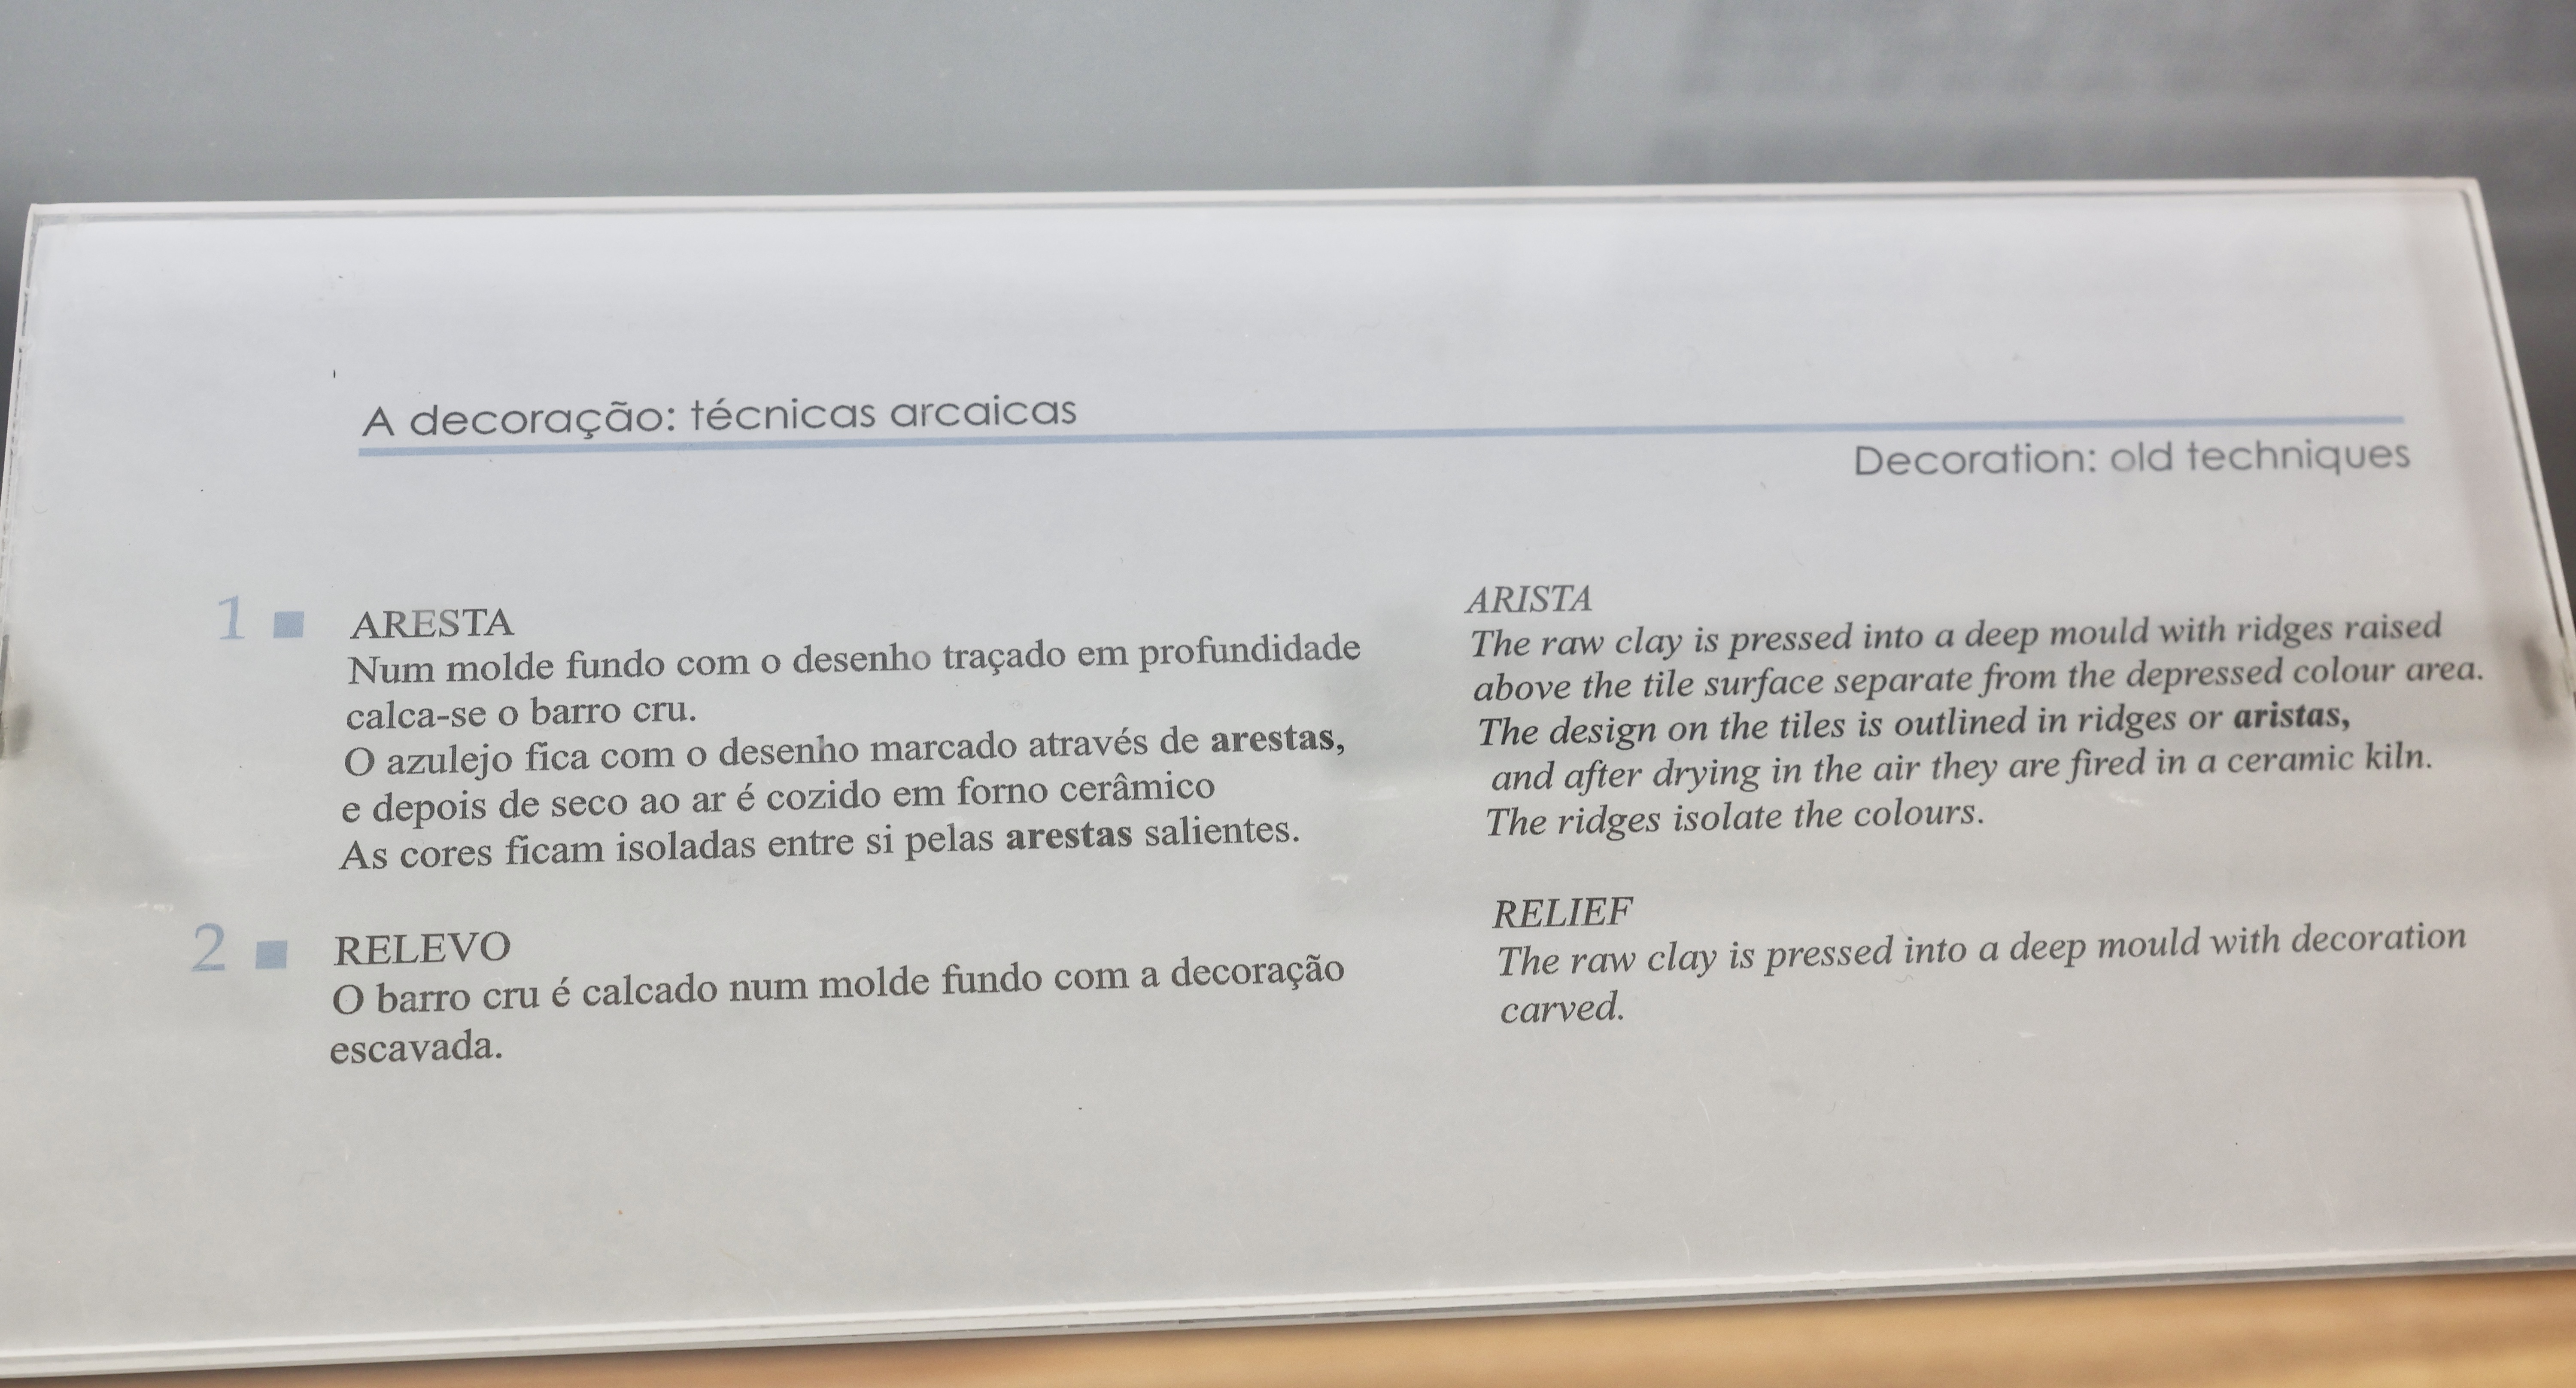 A decoração: técnicas arcaicas
Decoration: old techniques
1 ■ ARESTA
Num molde fundo com o desenho traçado em profundidade
calca-se o barro cru.
O azulejo fica com o desenho marcado através de arestas,
e depois de seco ao ar é cozido em forno cerâmico
As cores ficam isoladas entre si pelas arestas salientes.
2 ■ RELEVO
O barro cru é calcado num molde fundo com a decoração
escavada.
ARISTA
The raw clay is pressed into a deep mould with ridges raised
above the tile surface separate from the depressed colour area.
The design on the tiles is outlined in ridges or aristas,
and after drying in the air they are fired in a ceramic kiln.
The ridges isolate the colours.
RELIEF
The raw clay is pressed into a deep mould with decoration
carved.